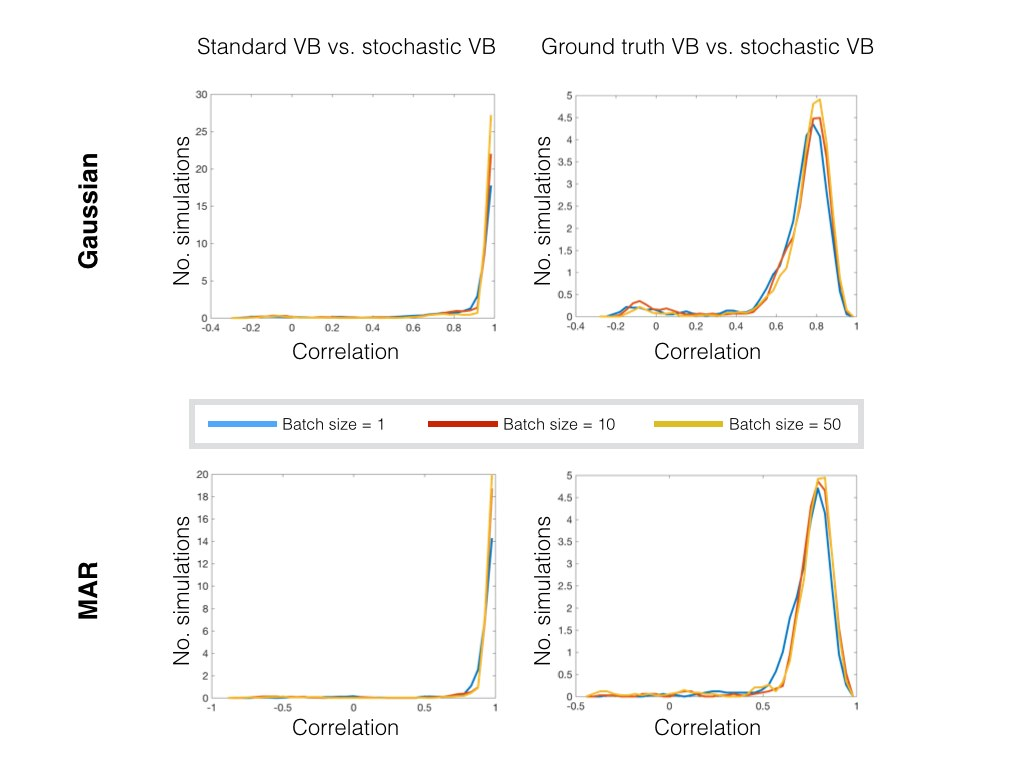 Standard VB vs. stochastic VB
Ground truth VB vs. stochastic VB
Gaussian
No. simulations
30
25
20
15
10
5
0
-0.4 -0.2 0 0.2 0.4 0.6 0.8 1
Correlation
No. simulations
5
4.5
4
3.5
3
2.5
2
1.5
1
0.5
0
-0.4 -0.2 0 0.2 0.4 0.6 0.8 1
Correlation
Batch size = 1 Batch size = 10 Batch size = 50
MAR
No. simulations
20
18
16
14
12
10
8
6
4
2
0
-1 -0.5 0 0.5 1
Correlation
No. simulations
5
4.5
4
3.5
3
2.5
2
1.5
1
0.5
0
-0.5 0 0.5 1
Correlation